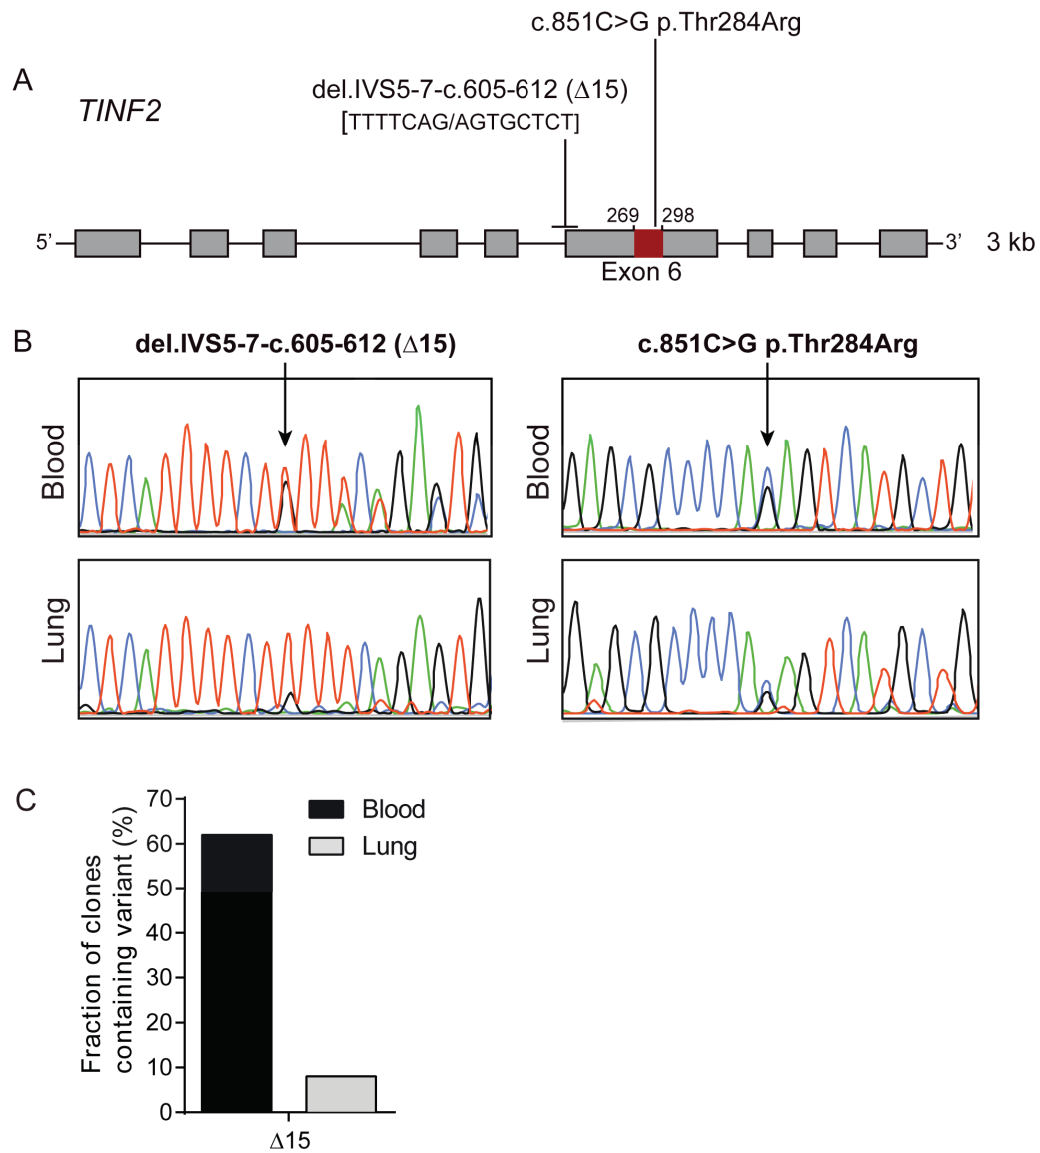 c.851C>G p.Thr284Arg
A
del.IVS5-7-c.605-612 (Δ15)
TINF2
[TTTTCAG/AGTGCTCT]
269 298
5’ 3’ 3 kb
Exon 6
B
del.IVS5-7-c.605-612 (Δ15) c.851C>G p.Thr284Arg
Blood Blood
Lung Lung
C
Fraction of clones
containing variant (%)
70
60
50
40
30
20
10
0
Blood
Lung
Δ15